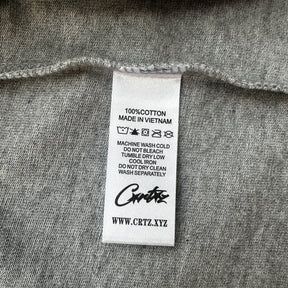 100%COTTON
MADE IN VIETNAM
MACHINE WASH COLD
DO NOT BLEACH
TUMBLE DRY LOW
COOL IRON
DO NOT DRY CLEAN
WASH SEPARATELY
Crtz
WWW.CRTZ.XYZ